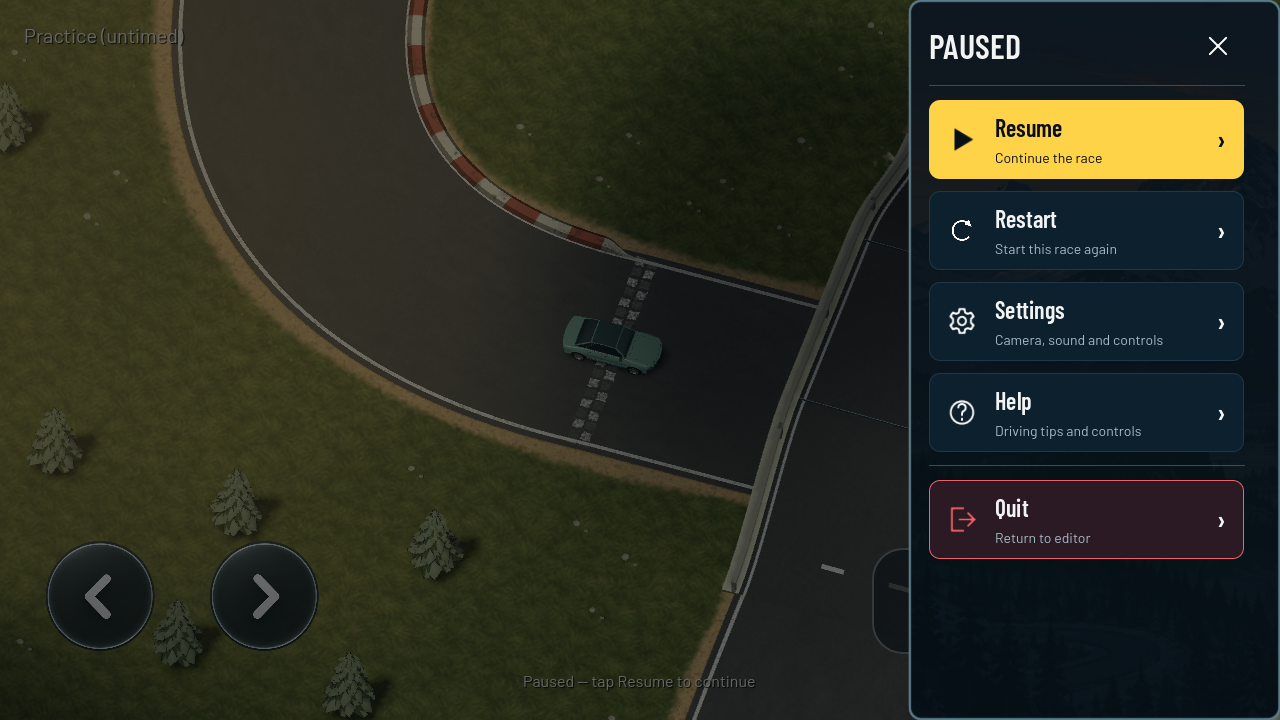 Practice (untimed)
PAUSED
Resume
Continue the race
Restart
Start this race again
Settings
Camera, sound and controls
Help
Driving tips and controls
Quit
Return to editor
Paused — tap Resume to continue